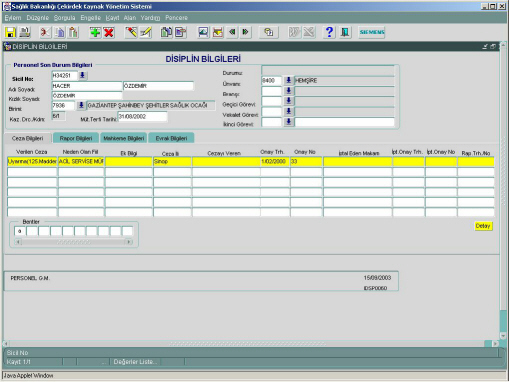 Sağlık Bakanlığı Çekirdek Kaynak Yönetim Sistemi
Eylem Düzenle Sorgula Engelle Kayıt Alan Yardım Pencere
SIEMENS
DİSİPLİN BİLGİLERİ
DİSİPLİN BİLGİLERİ
Personel Son Durum Bilgileri
Durumu:
Sicil No: H34251
Ünvanı: 8400 HEMŞİRE
Adı Soyadı: HACER ÖZDEMİR
Branşı:
Kızlık Soyadı: ÖZDEMİR
Geçici Görevi:
Birimi: 7936 GAZİANTEP ŞAHİNBEY ŞEHİTLER SAĞLIK OCAĞI
Vekalet Görevi:
Kaz. Drc./Kdm: 8/1 Müt.Terfi Tarihi: 31/08/2002
İkinci Görevi:
Ceza Bilgileri Rapor Bilgileri Mahkeme Bilgileri Evrak Bilgileri
Verilen Ceza Neden Olan Fiil Ek Bilgi Ceza İli Cezayı Veren Onay Trh. Onay No İptal Eden Makam İpt.Onay Trh. İpt.Onay No Rap.Trh./No
Uyarma(125.Madde ACİL SERVİSE MÜ Sinop 1/02/2000 33
Bentler
a
Detay
PERSONEL G.M. 15/09/2003
IDSP0060
Sicil No
Kayıt: 1/1 Değerler Liste...
Java Applet Window